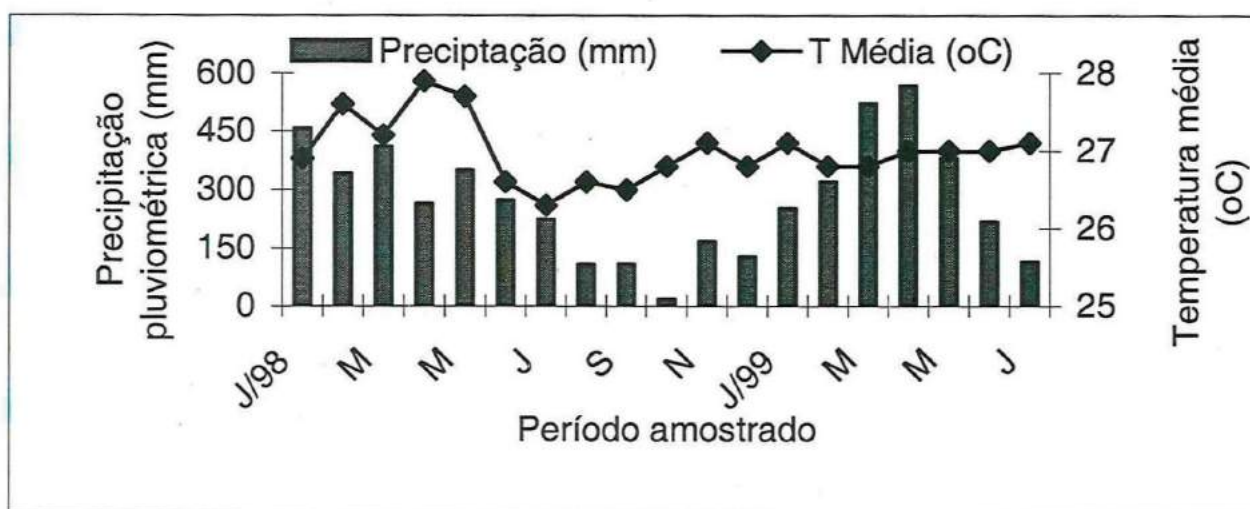 Preciptação (mm) T Média (oC)
Precipitação
pluviométrica (mm)
600
450
300
150
0
28
27
26
25
Temperatura média
(oC)
J/98 M M J S N J/99 M M J
Período amostrado